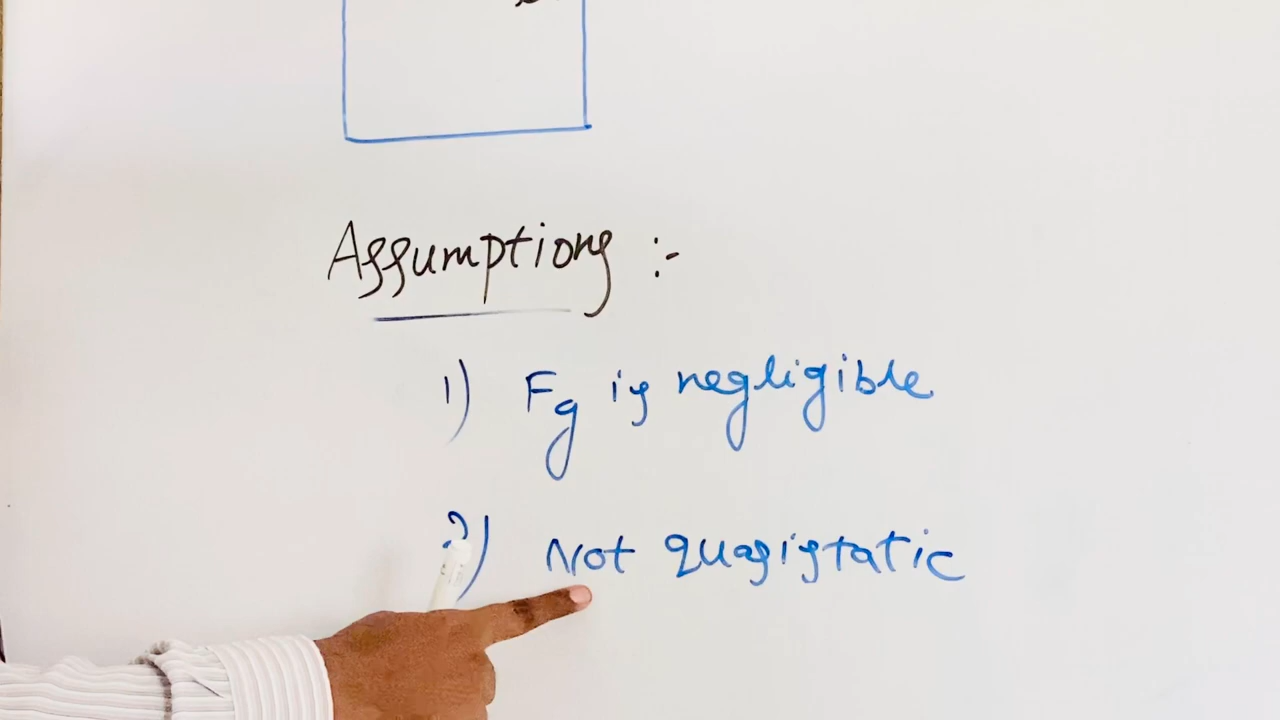 Assumptions :-
1) Fg is negligible
2) Not quasistatic